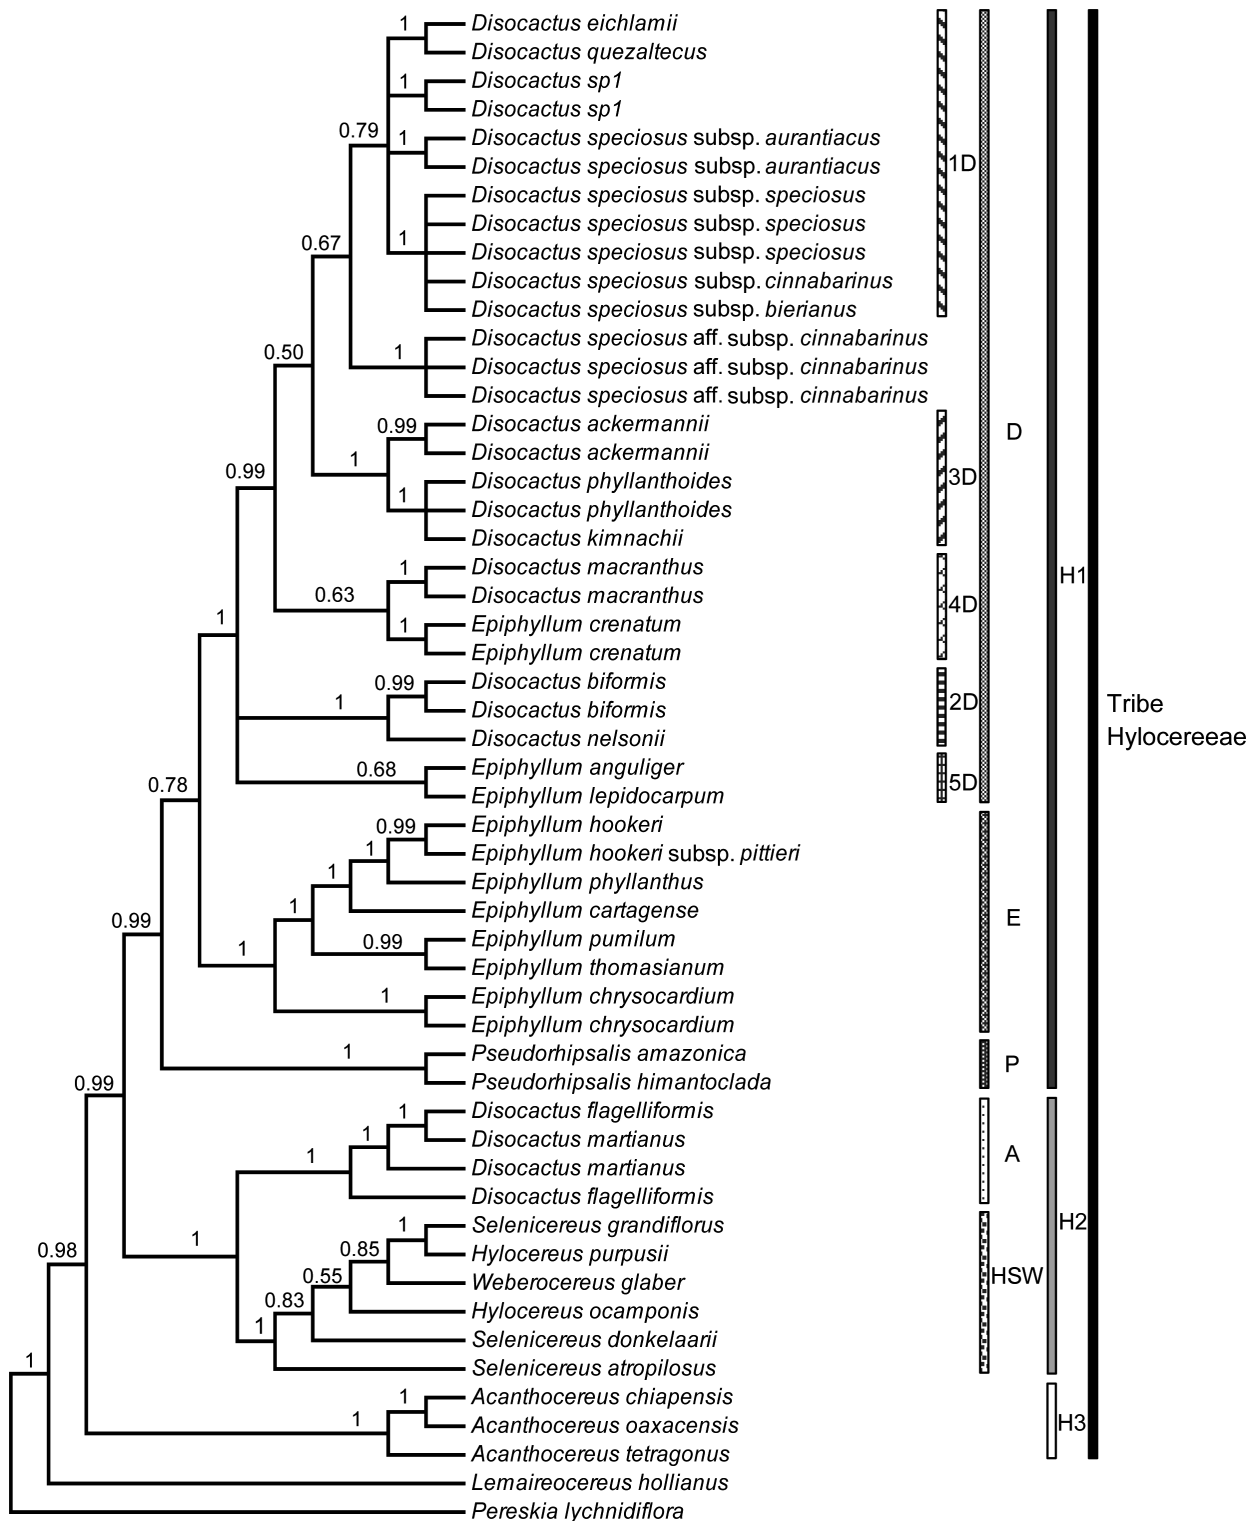 1
Disocactus eichlamii
Disocactus quezaltecus
1
Disocactus sp1
Disocactus sp1
0.79
1
Disocactus speciosus subsp. aurantiacus
Disocactus speciosus subsp. aurantiacus
1D
Disocactus speciosus subsp. speciosus
Disocactus speciosus subsp. speciosus
0.67
1
Disocactus speciosus subsp. speciosus
Disocactus speciosus subsp. cinnabarinus
Disocactus speciosus subsp. bierianus
0.50
1
Disocactus speciosus aff. subsp. cinnabarinus
Disocactus speciosus aff. subsp. cinnabarinus
Disocactus speciosus aff. subsp. cinnabarinus
0.99
Disocactus ackermannii
D
Disocactus ackermannii
0.99
1
3D
Disocactus phyllanthoides
1
Disocactus phyllanthoides
Disocactus kimnachii
1
Disocactus macranthus
H1
0.63
Disocactus macranthus
4D
1
1
Epiphyllum crenatum
Epiphyllum crenatum
0.99
Disocactus biformis
1
Disocactus biformis
2D
Tribe
Hylocereeae
Disocactus nelsonii
0.78
0.68
Epiphyllum anguliger
5D
Epiphyllum lepidocarpum
0.99
Epiphyllum hookeri
1
Epiphyllum hookeri subsp. pittieri
1
Epiphyllum phyllanthus
0.99
1
Epiphyllum cartagense
E
1
0.99
Epiphyllum pumilum
Epiphyllum thomasianum
1
Epiphyllum chrysocardium
Epiphyllum chrysocardium
1
Pseudorhipsalis amazonica
P
0.99
Pseudorhipsalis himantoclada
1
Disocactus flagelliformis
1
Disocactus martianus
1
Disocactus martianus
A
Disocactus flagelliformis
1
1
Selenicereus grandiflorus
H2
0.98
0.85
Hylocereus purpusii
0.55
Weberocereus glaber
HSW
0.83
Hylocereus ocamponis
1
Selenicereus donkelaarii
1
Selenicereus atropilosus
1
Acanthocereus chiapensis
1
Acanthocereus oaxacensis
H3
Acanthocereus tetragonus
Lemaireocereus hollianus
Pereskia lychnidiflora